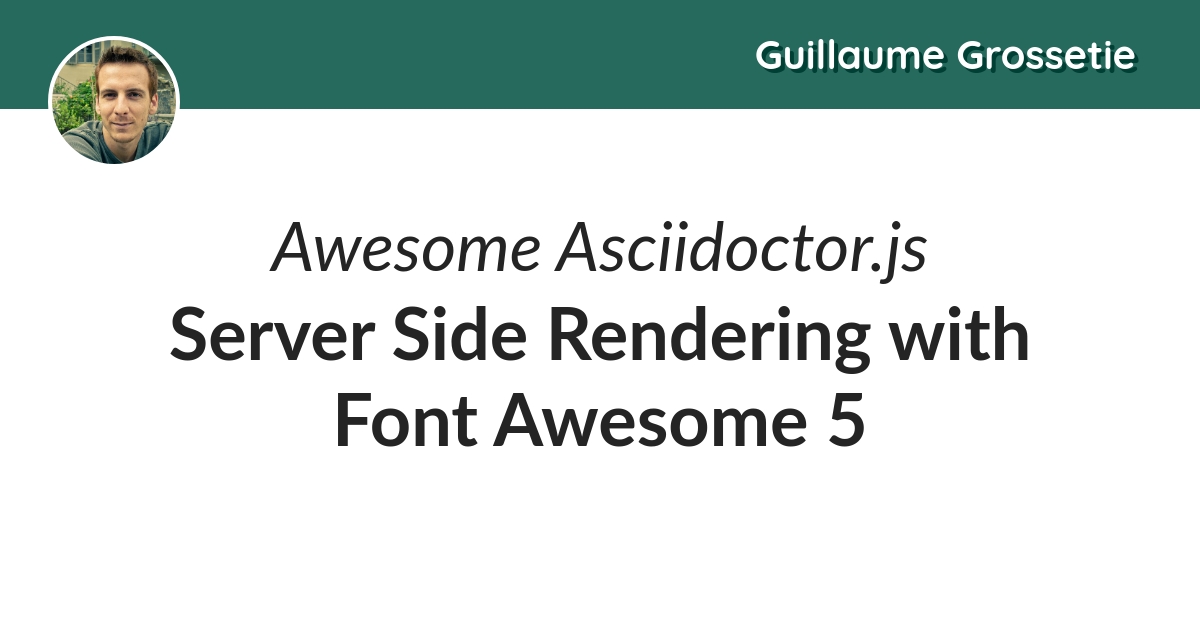 Guillaume Grossetie
Awesome Asciidoctor.js
Server Side Rendering with
Font Awesome 5